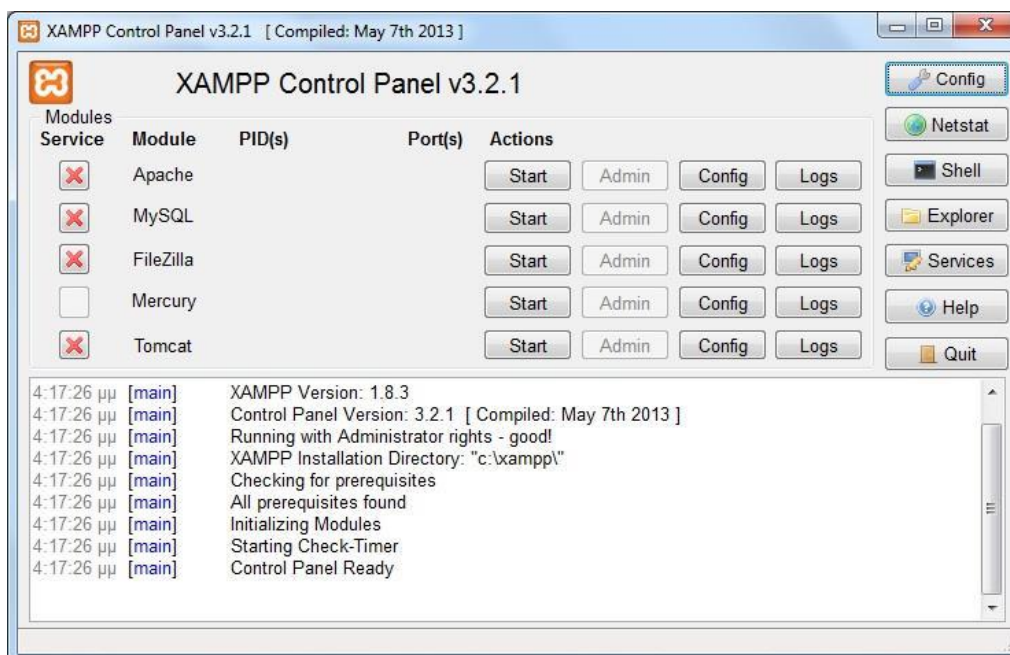 XAMPP Control Panel v3.2.1 [ Compiled: May 7th 2013 ]
XAMPP Control Panel v3.2.1
Config
Modules
Netstat
Service Module PID(s) Port(s) Actions
Apache Start Admin Config Logs
Shell
MySQL Start Admin Config Logs
Explorer
FileZilla Start Admin Config Logs
Services
Mercury Start Admin Config Logs
Help
Tomcat Start Admin Config Logs
Quit
4:17:26 μμ [main] XAMPP Version: 1.8.3
4:17:26 μμ [main] Control Panel Version: 3.2.1 [ Compiled: May 7th 2013 ]
4:17:26 μμ [main] Running with Administrator rights - good!
4:17:26 μμ [main] XAMPP Installation Directory: "c:\xampp\"
4:17:26 μμ [main] Checking for prerequisites
4:17:26 μμ [main] All prerequisites found
4:17:26 μμ [main] Initializing Modules
4:17:26 μμ [main] Starting Check-Timer
4:17:26 μμ [main] Control Panel Ready